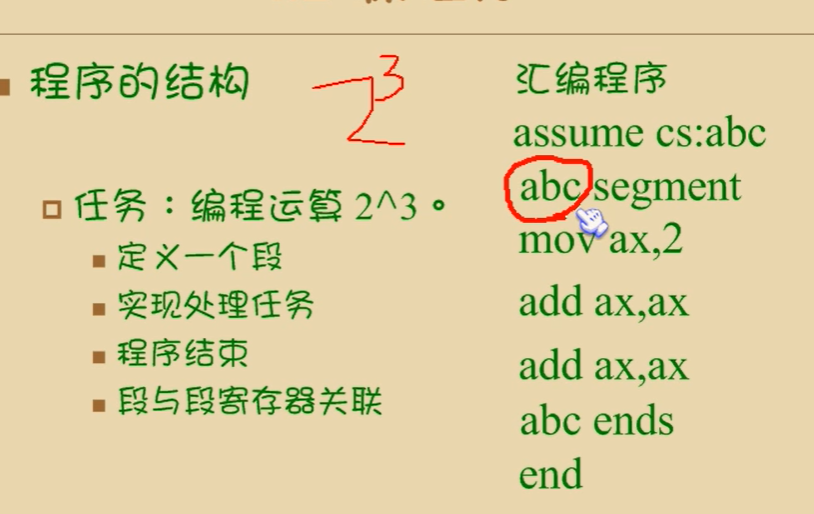 程序的结构
2^3
任务：编程运算 2^3。
定义一个段
实现处理任务
程序结束
段与段寄存器关联
汇编程序
assume cs:abc
abc segment
mov ax,2
add ax,ax
add ax,ax
abc ends
end